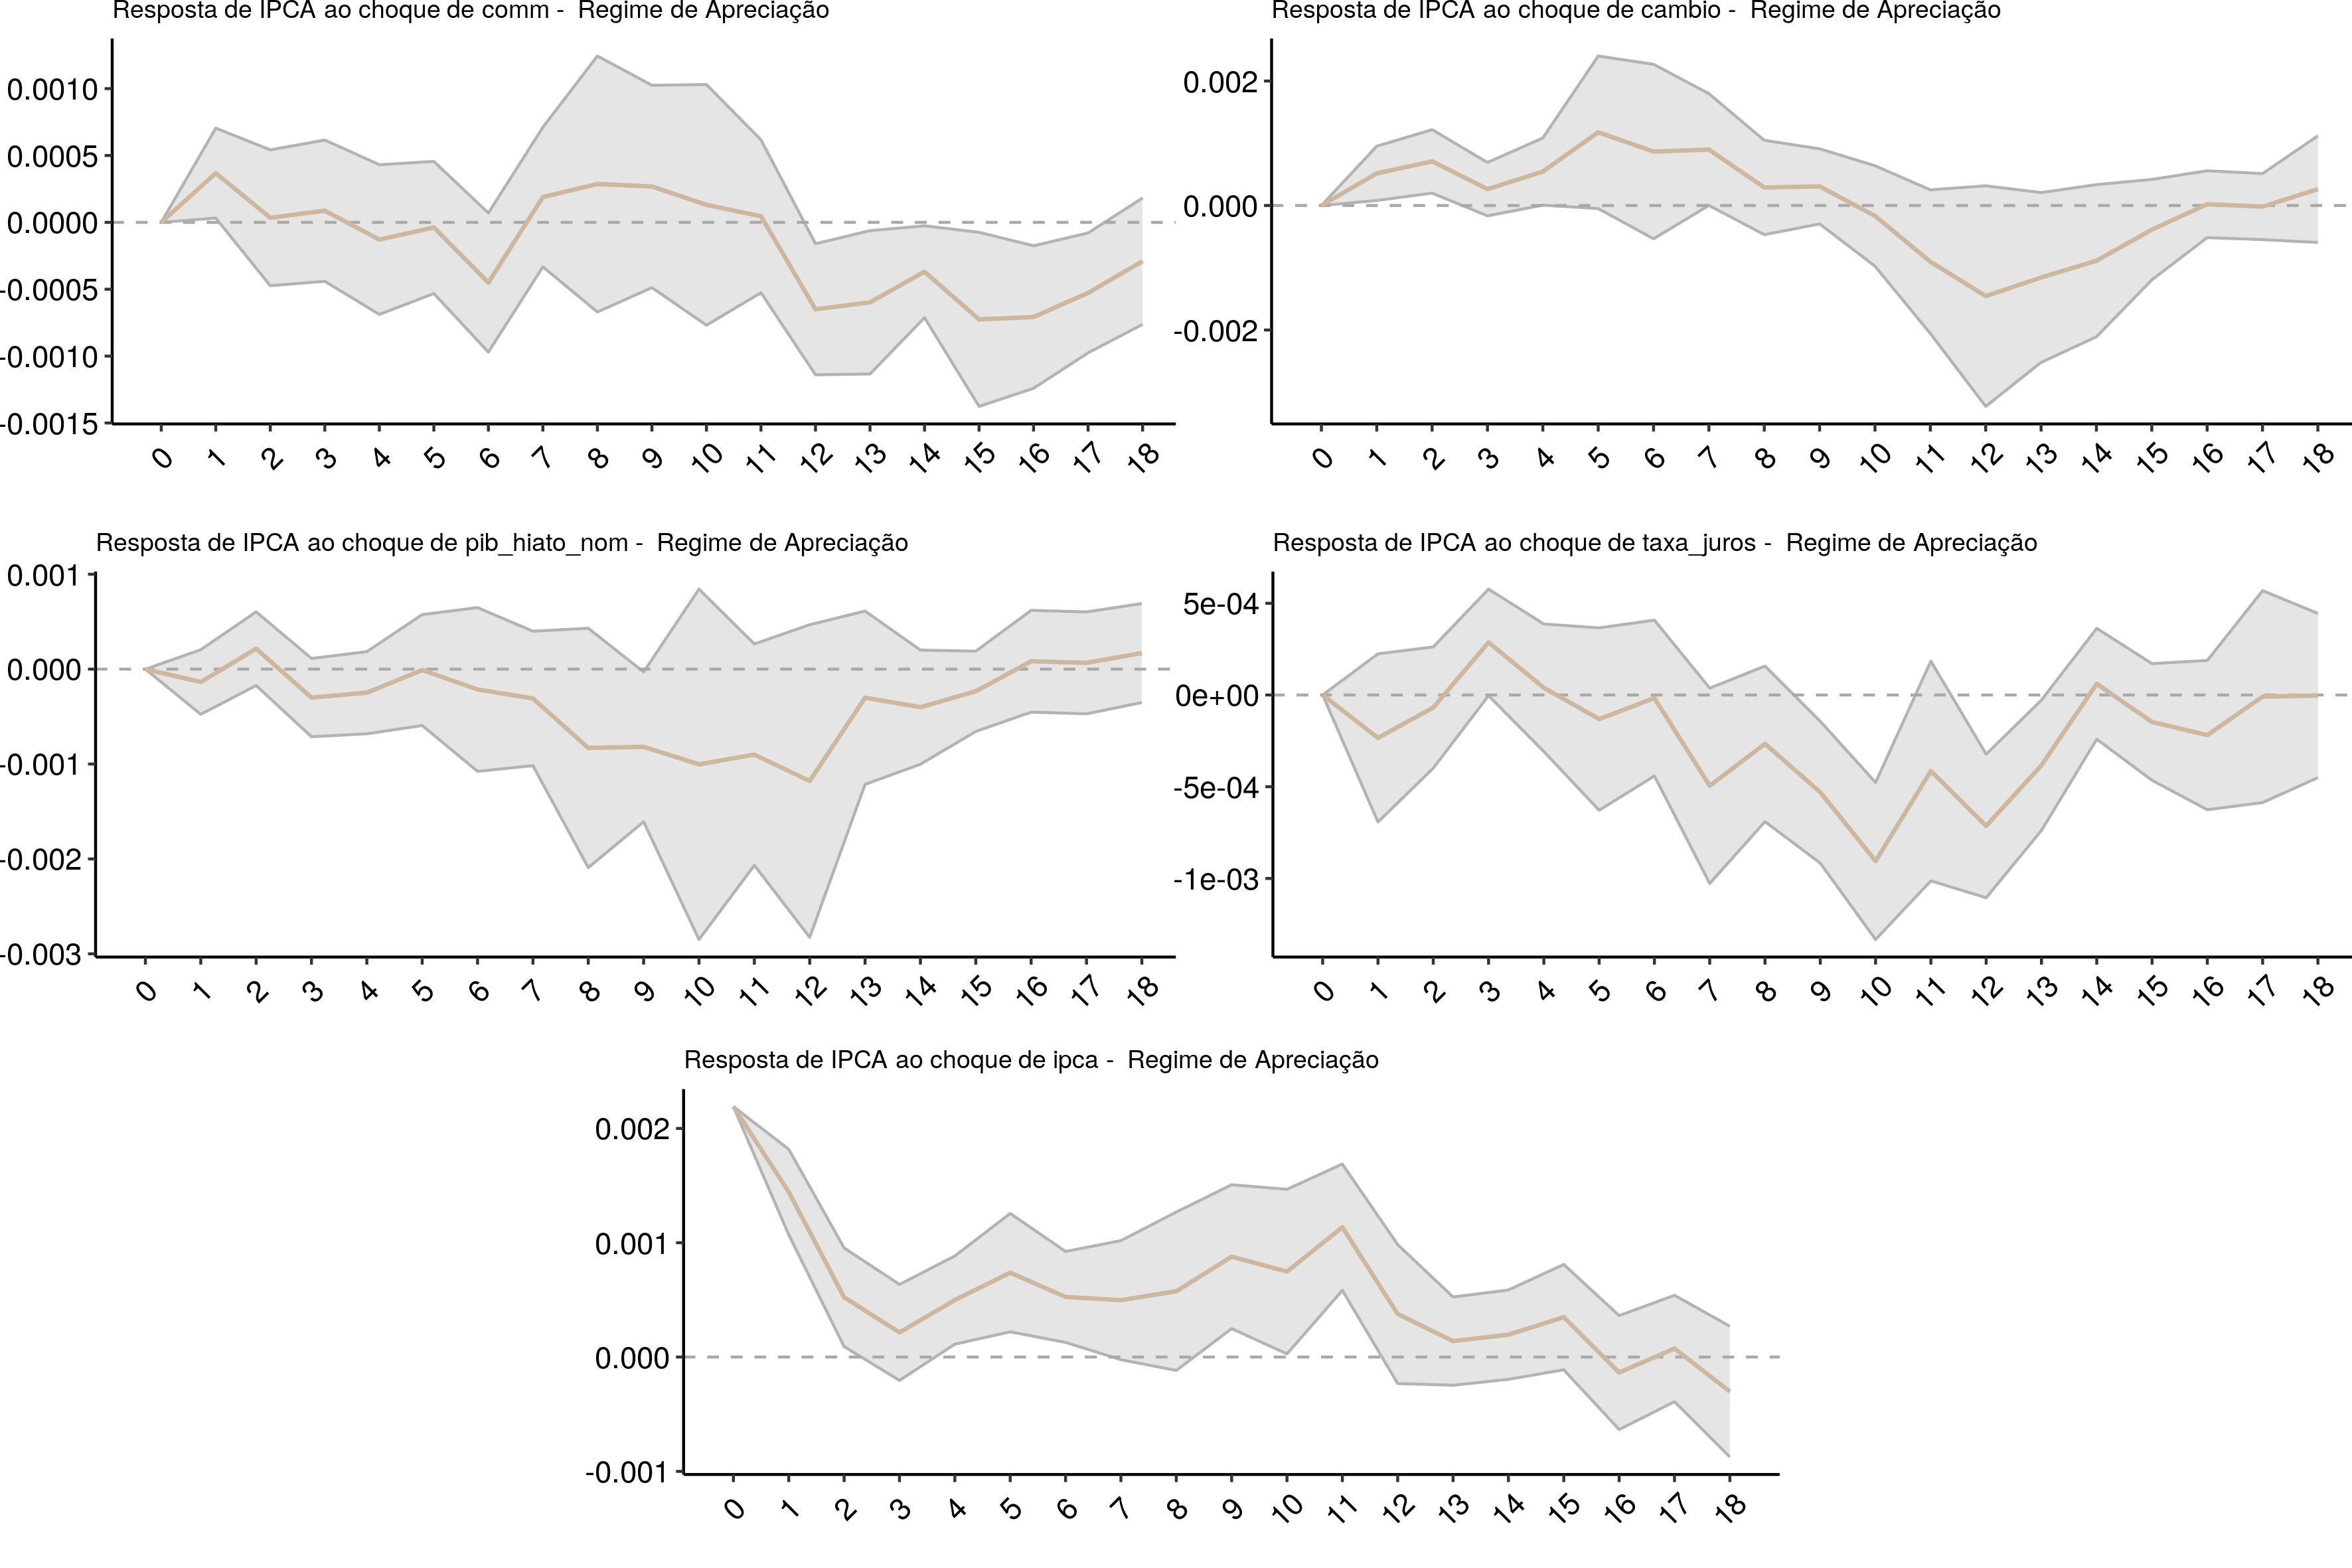 Resposta de IPCA ao choque de comm -  Regime de Apreciação
0.0010
0.0005
0.0000
-0.0005
-0.0010
-0.0015
0 1 2 3 4 5 6 7 8 9 10 11 12 13 14 15 16 17 18
Resposta de IPCA ao choque de cambio -  Regime de Apreciação
0.002
0.000
-0.002
0 1 2 3 4 5 6 7 8 9 10 11 12 13 14 15 16 17 18
Resposta de IPCA ao choque de pib_hiato_nom -  Regime de Apreciação
0.001
0.000
-0.001
-0.002
-0.003
0 1 2 3 4 5 6 7 8 9 10 11 12 13 14 15 16 17 18
Resposta de IPCA ao choque de taxa_juros -  Regime de Apreciação
5e-04
0e+00
-5e-04
-1e-03
0 1 2 3 4 5 6 7 8 9 10 11 12 13 14 15 16 17 18
Resposta de IPCA ao choque de ipca -  Regime de Apreciação
0.002
0.001
0.000
-0.001
0 1 2 3 4 5 6 7 8 9 10 11 12 13 14 15 16 17 18